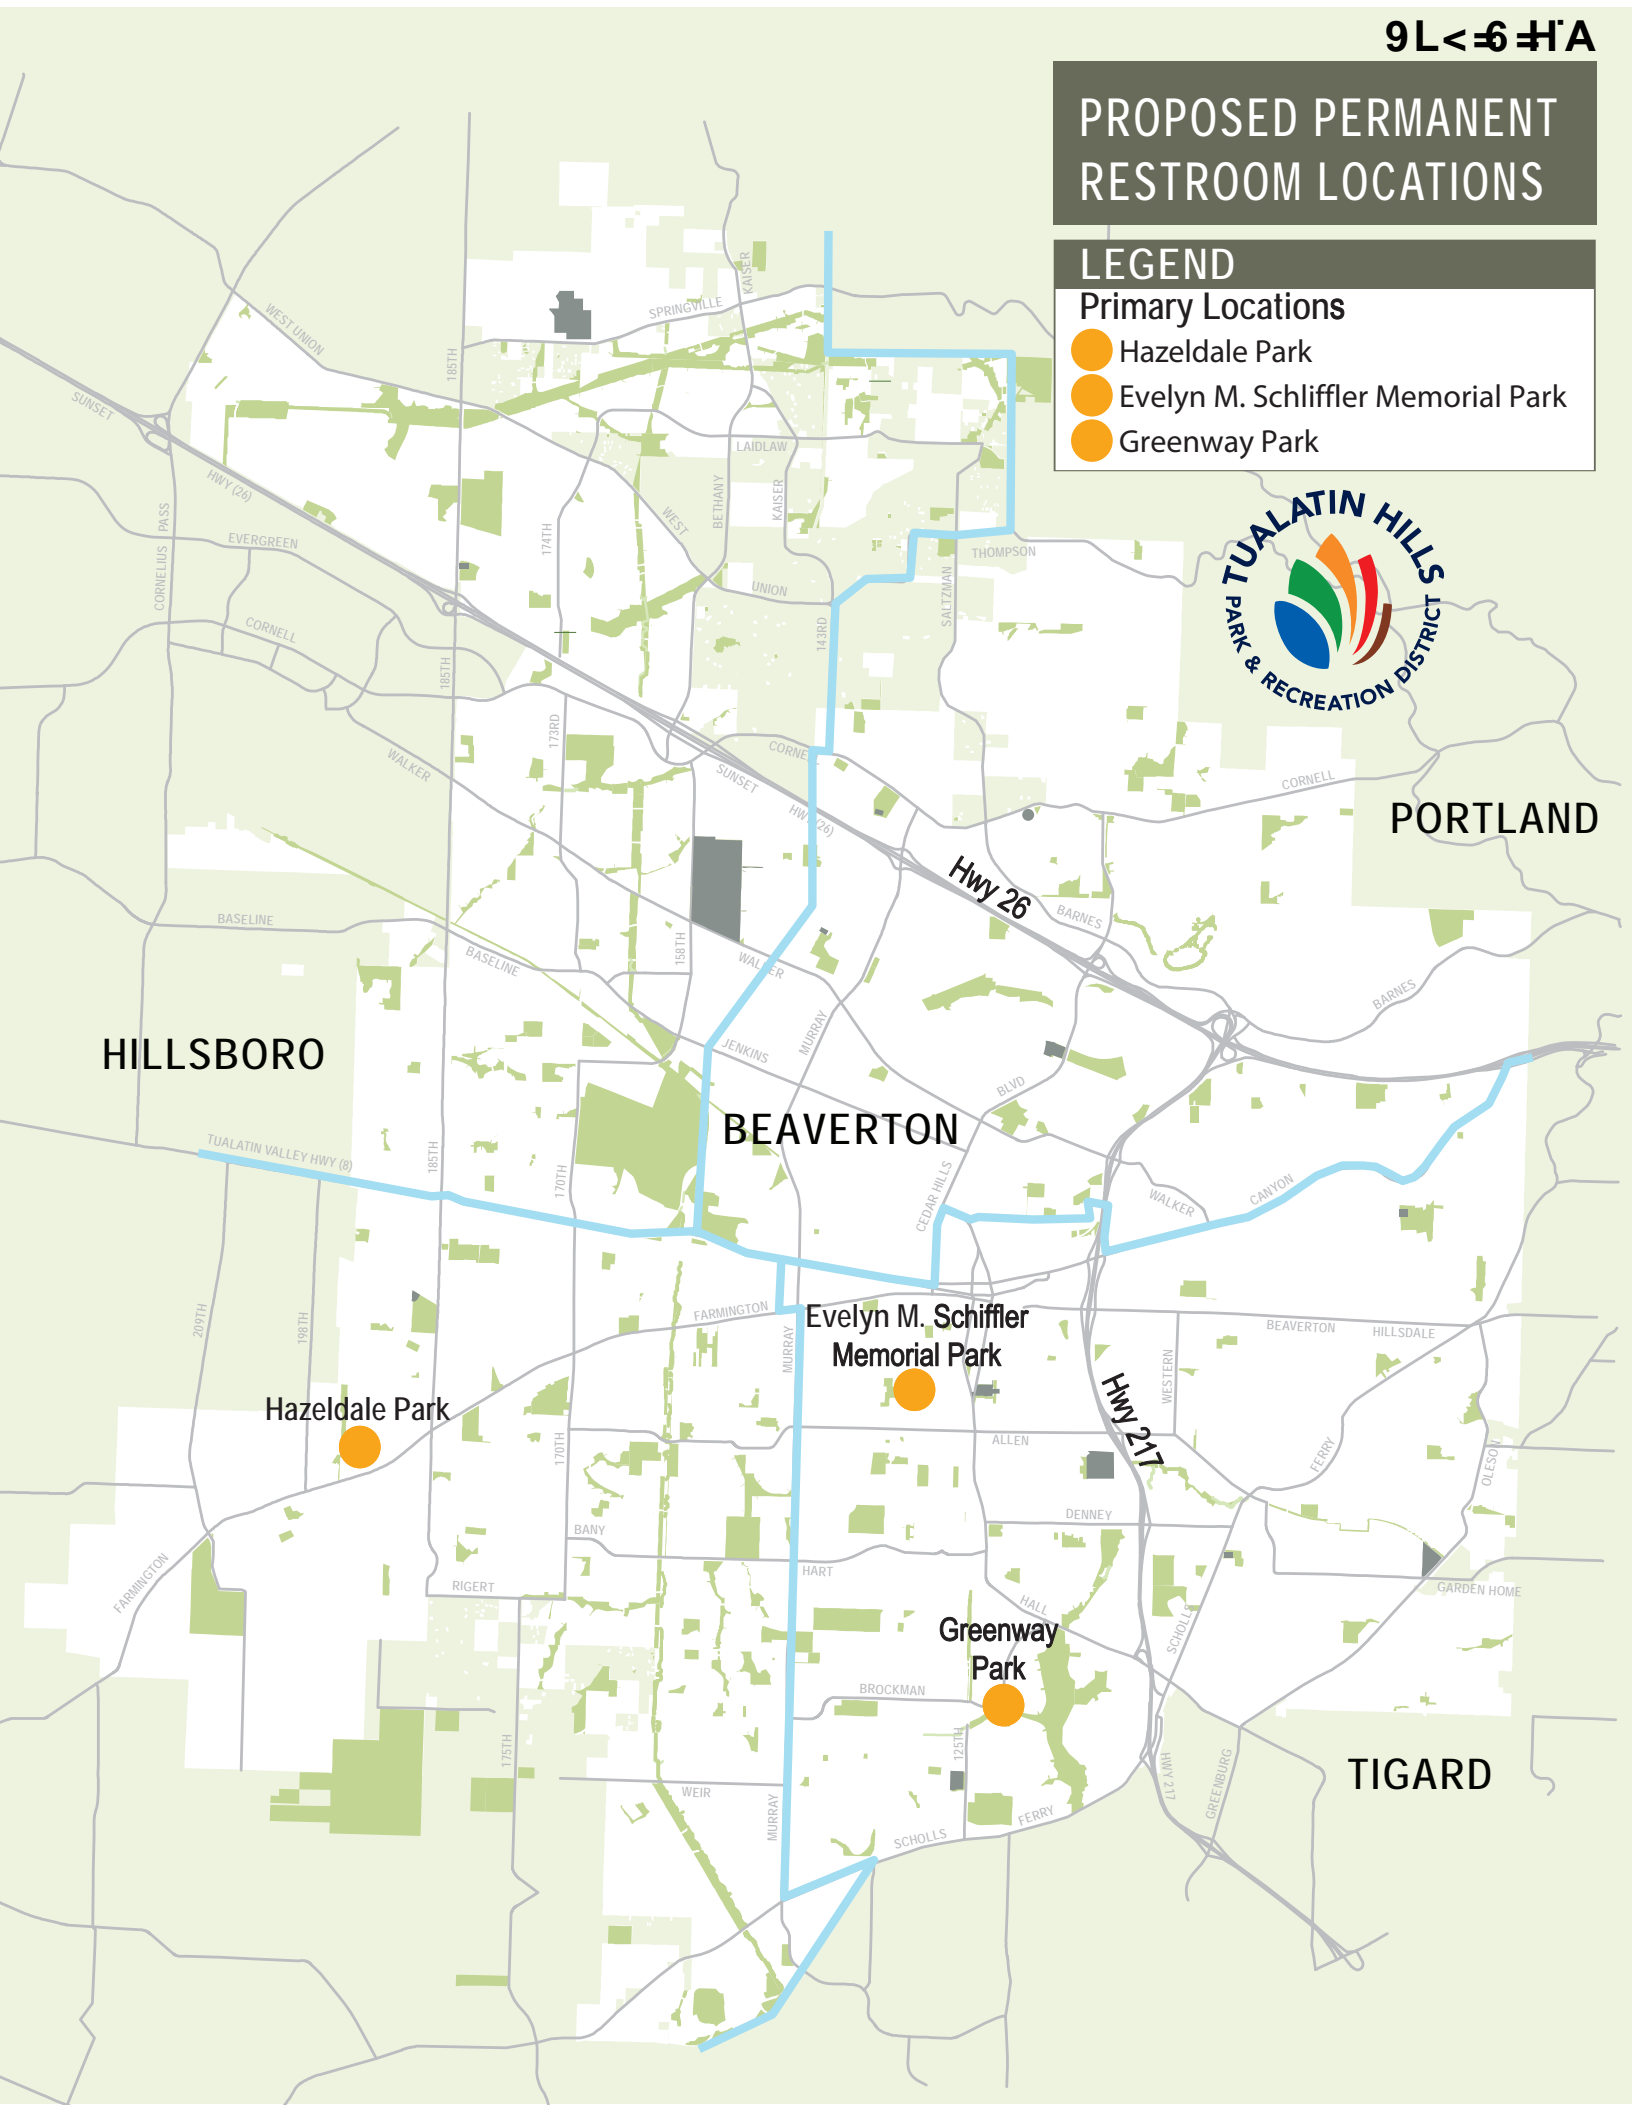 9L<=6=H'A
PROPOSED PERMANENT
RESTROOM LOCATIONS
LEGEND
Primary Locations
Hazeldale Park
Evelyn M. Schliffler Memorial Park
Greenway Park
TUALATIN HILLS
PARK & RECREATION DISTRICT
KAISER
SPRINGVILLE
WEST UNION
185TH
SUNSET
LAIDLAW
HWY (26)
BETHANY
KAISER
PASS
WEST
174TH
EVERGREEN
THOMPSON
CORNELIUS
UNION
SALTZMAN
CORNELL
143RD
185TH
173RD
CORNELL
WALKER
SUNSET
CORNELL
HWY (26)
PORTLAND
Hwy 26
BARNES
BASELINE
158TH
BASELINE
WALKER
BARNES
MURRAY
HILLSBORO
JENKINS
BLVD
BEAVERTON
TUALATIN VALLEY HWY (8)
185TH
170TH
CEDAR HILLS
WALKER
CANYON
209TH
198TH
FARMINGTON
Evelyn M. Schiffler
Memorial Park
BEAVERTON
HILLSDALE
MURRAY
WESTERN
Hwy 217
Hazeldale Park
170TH
ALLEN
FERRY
OLESON
DENNEY
BANY
HART
FARMINGTON
RIGERT
GARDEN HOME
HALL
SCHOLLS
Greenway
Park
BROCKMAN
175TH
125TH
HWY 217
GREENBURG
TIGARD
WEIR
MURRAY
FERRY
SCHOLLS